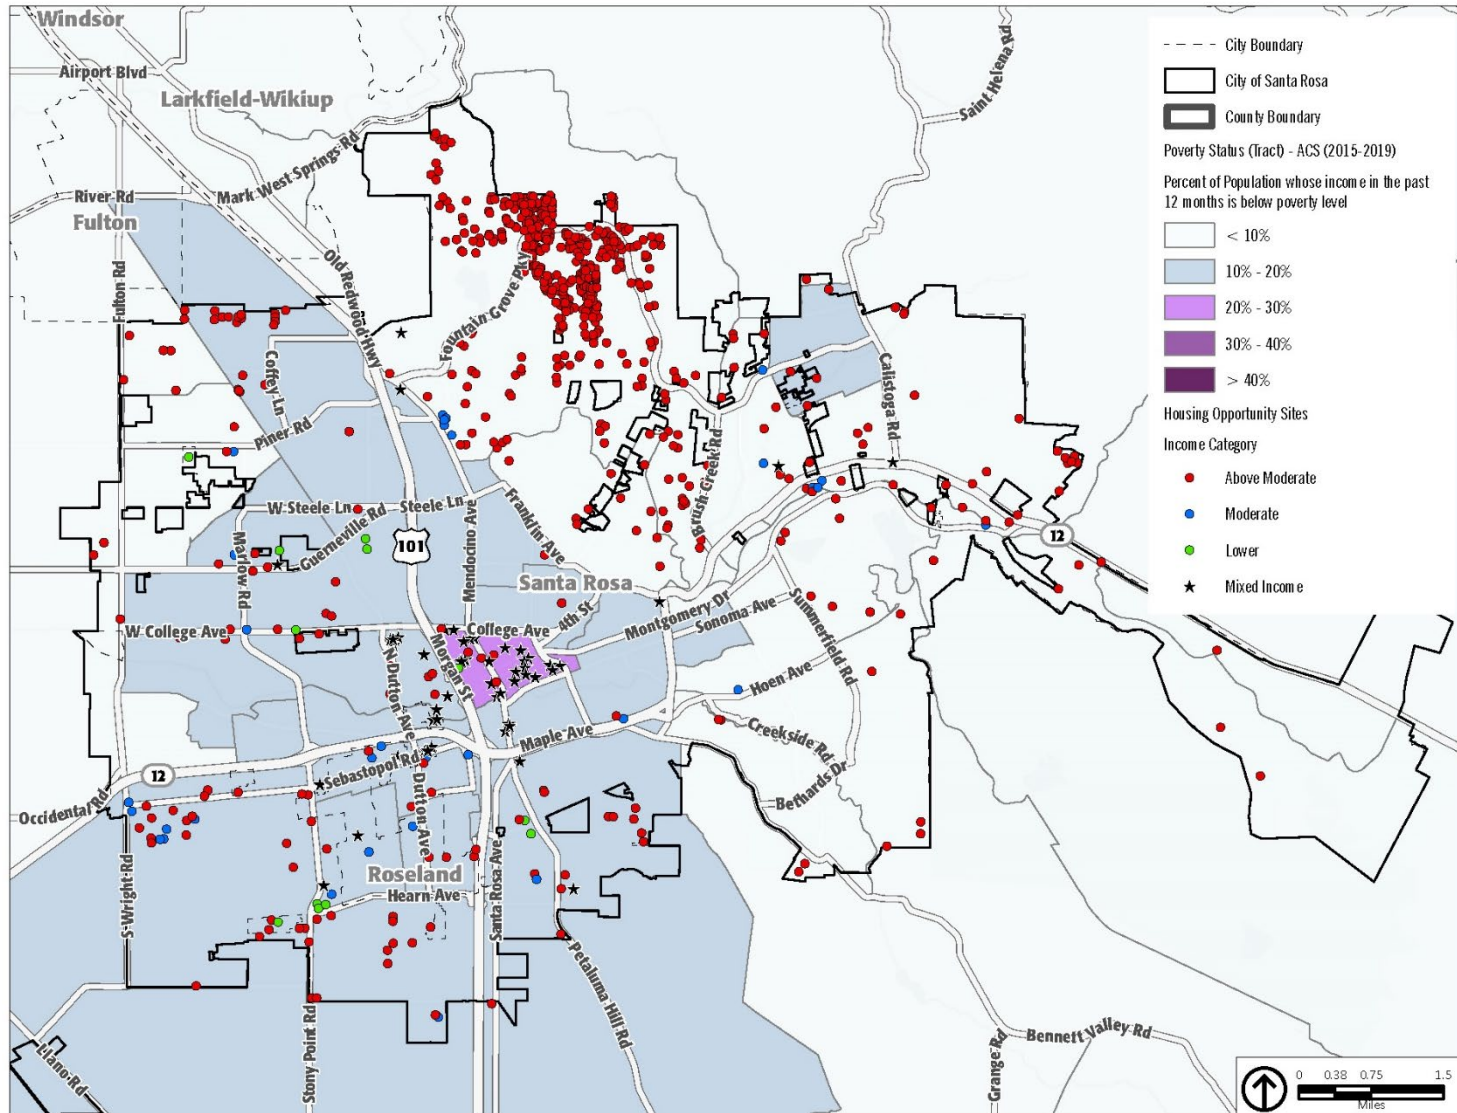 Windsor
Airport Blvd
Larkfield-Wikiup
Mark West Springs Rd
River Rd
Fulton
Fulton Rd
Old Redwood Hwy
Saint Helena Rd
Fountain Grove Pky
Coffey Ln
Piner Rd
Calistoga Rd
Brush Creek Rd
W Steele Ln
Steele Ln
Guerneville Rd
Marlow Rd
101
Mendocino Ave
Franklin Ave
12
Santa Rosa
4th St
Montgomery Dr
Sonoma Ave
Summerfield Rd
W College Ave
College Ave
N Dutton Ave
Morgan St
Hoen Ave
Creekside Rd
Bethards Dr
Maple Ave
12
Sebastopol Rd
Dutton Ave
Occidental Rd
S Wright Rd
Roseland
Hearn Ave
Santa Rosa Ave
Petaluma Hill Rd
Stony Point Rd
Llano Rd
Bennett Valley Rd
Grange Rd
City Boundary
City of Santa Rosa
County Boundary
Poverty Status (Tract) - ACS (2015-2019)
Percent of Population whose income in the past
12 months is below poverty level
< 10%
10% - 20%
20% - 30%
30% - 40%
> 40%
Housing Opportunity Sites
Income Category
Above Moderate
Moderate
Lower
Mixed Income
0 0.38 0.75 1.5
Miles